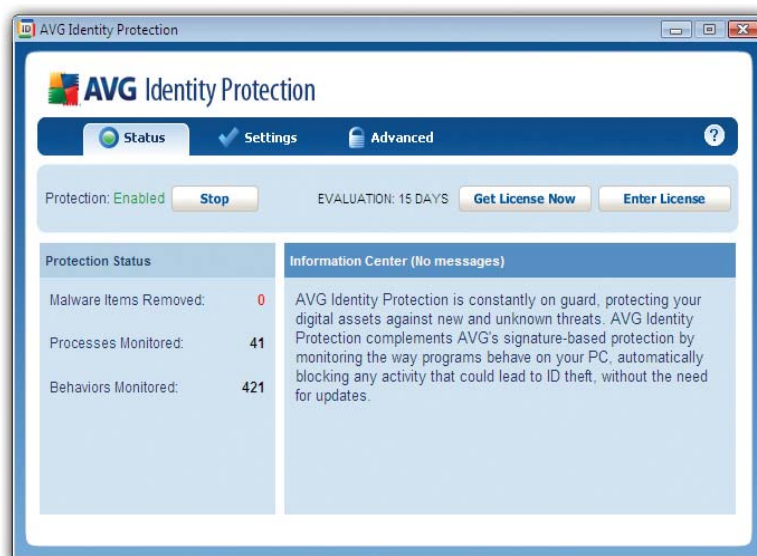 ID AVG Identity Protection
AVG Identity Protection
Status Settings Advanced ?
Protection: Enabled Stop EVALUATION: 15 DAYS Get License Now Enter License
Protection Status
Malware Items Removed: 0
Processes Monitored: 41
Behaviors Monitored: 421
Information Center (No messages)
AVG Identity Protection is constantly on guard, protecting your
digital assets against new and unknown threats. AVG Identity
Protection complements AVG's signature-based protection by
monitoring the way programs behave on your PC, automatically
blocking any activity that could lead to ID theft, without the need
for updates.